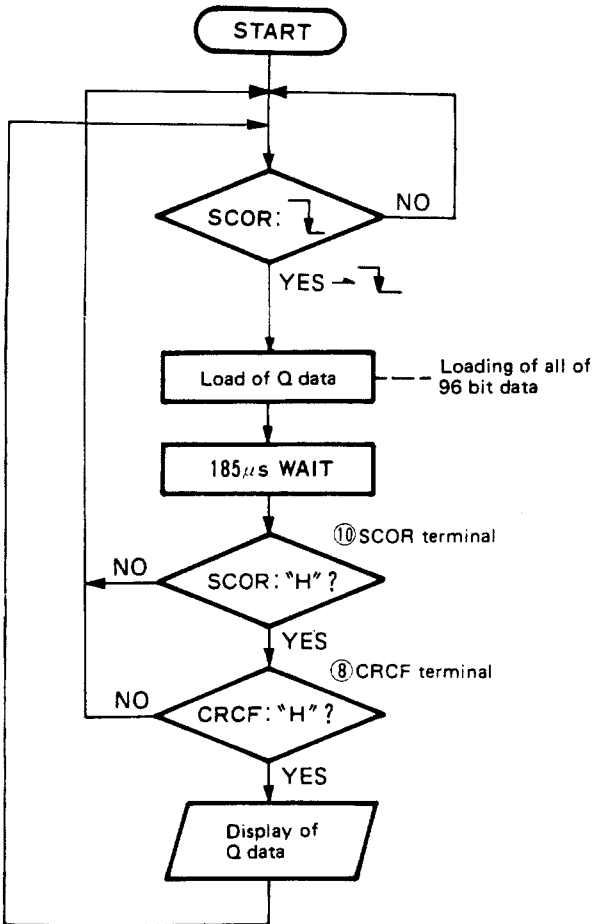 START
SCOR:
NO
YES
Load of Q data
Loading of all of
96 bit data
185μs WAIT
⑩SCOR terminal
NO
SCOR: "H" ?
YES
⑧CRCF terminal
NO
CRCF: "H" ?
YES
Display of
Q data